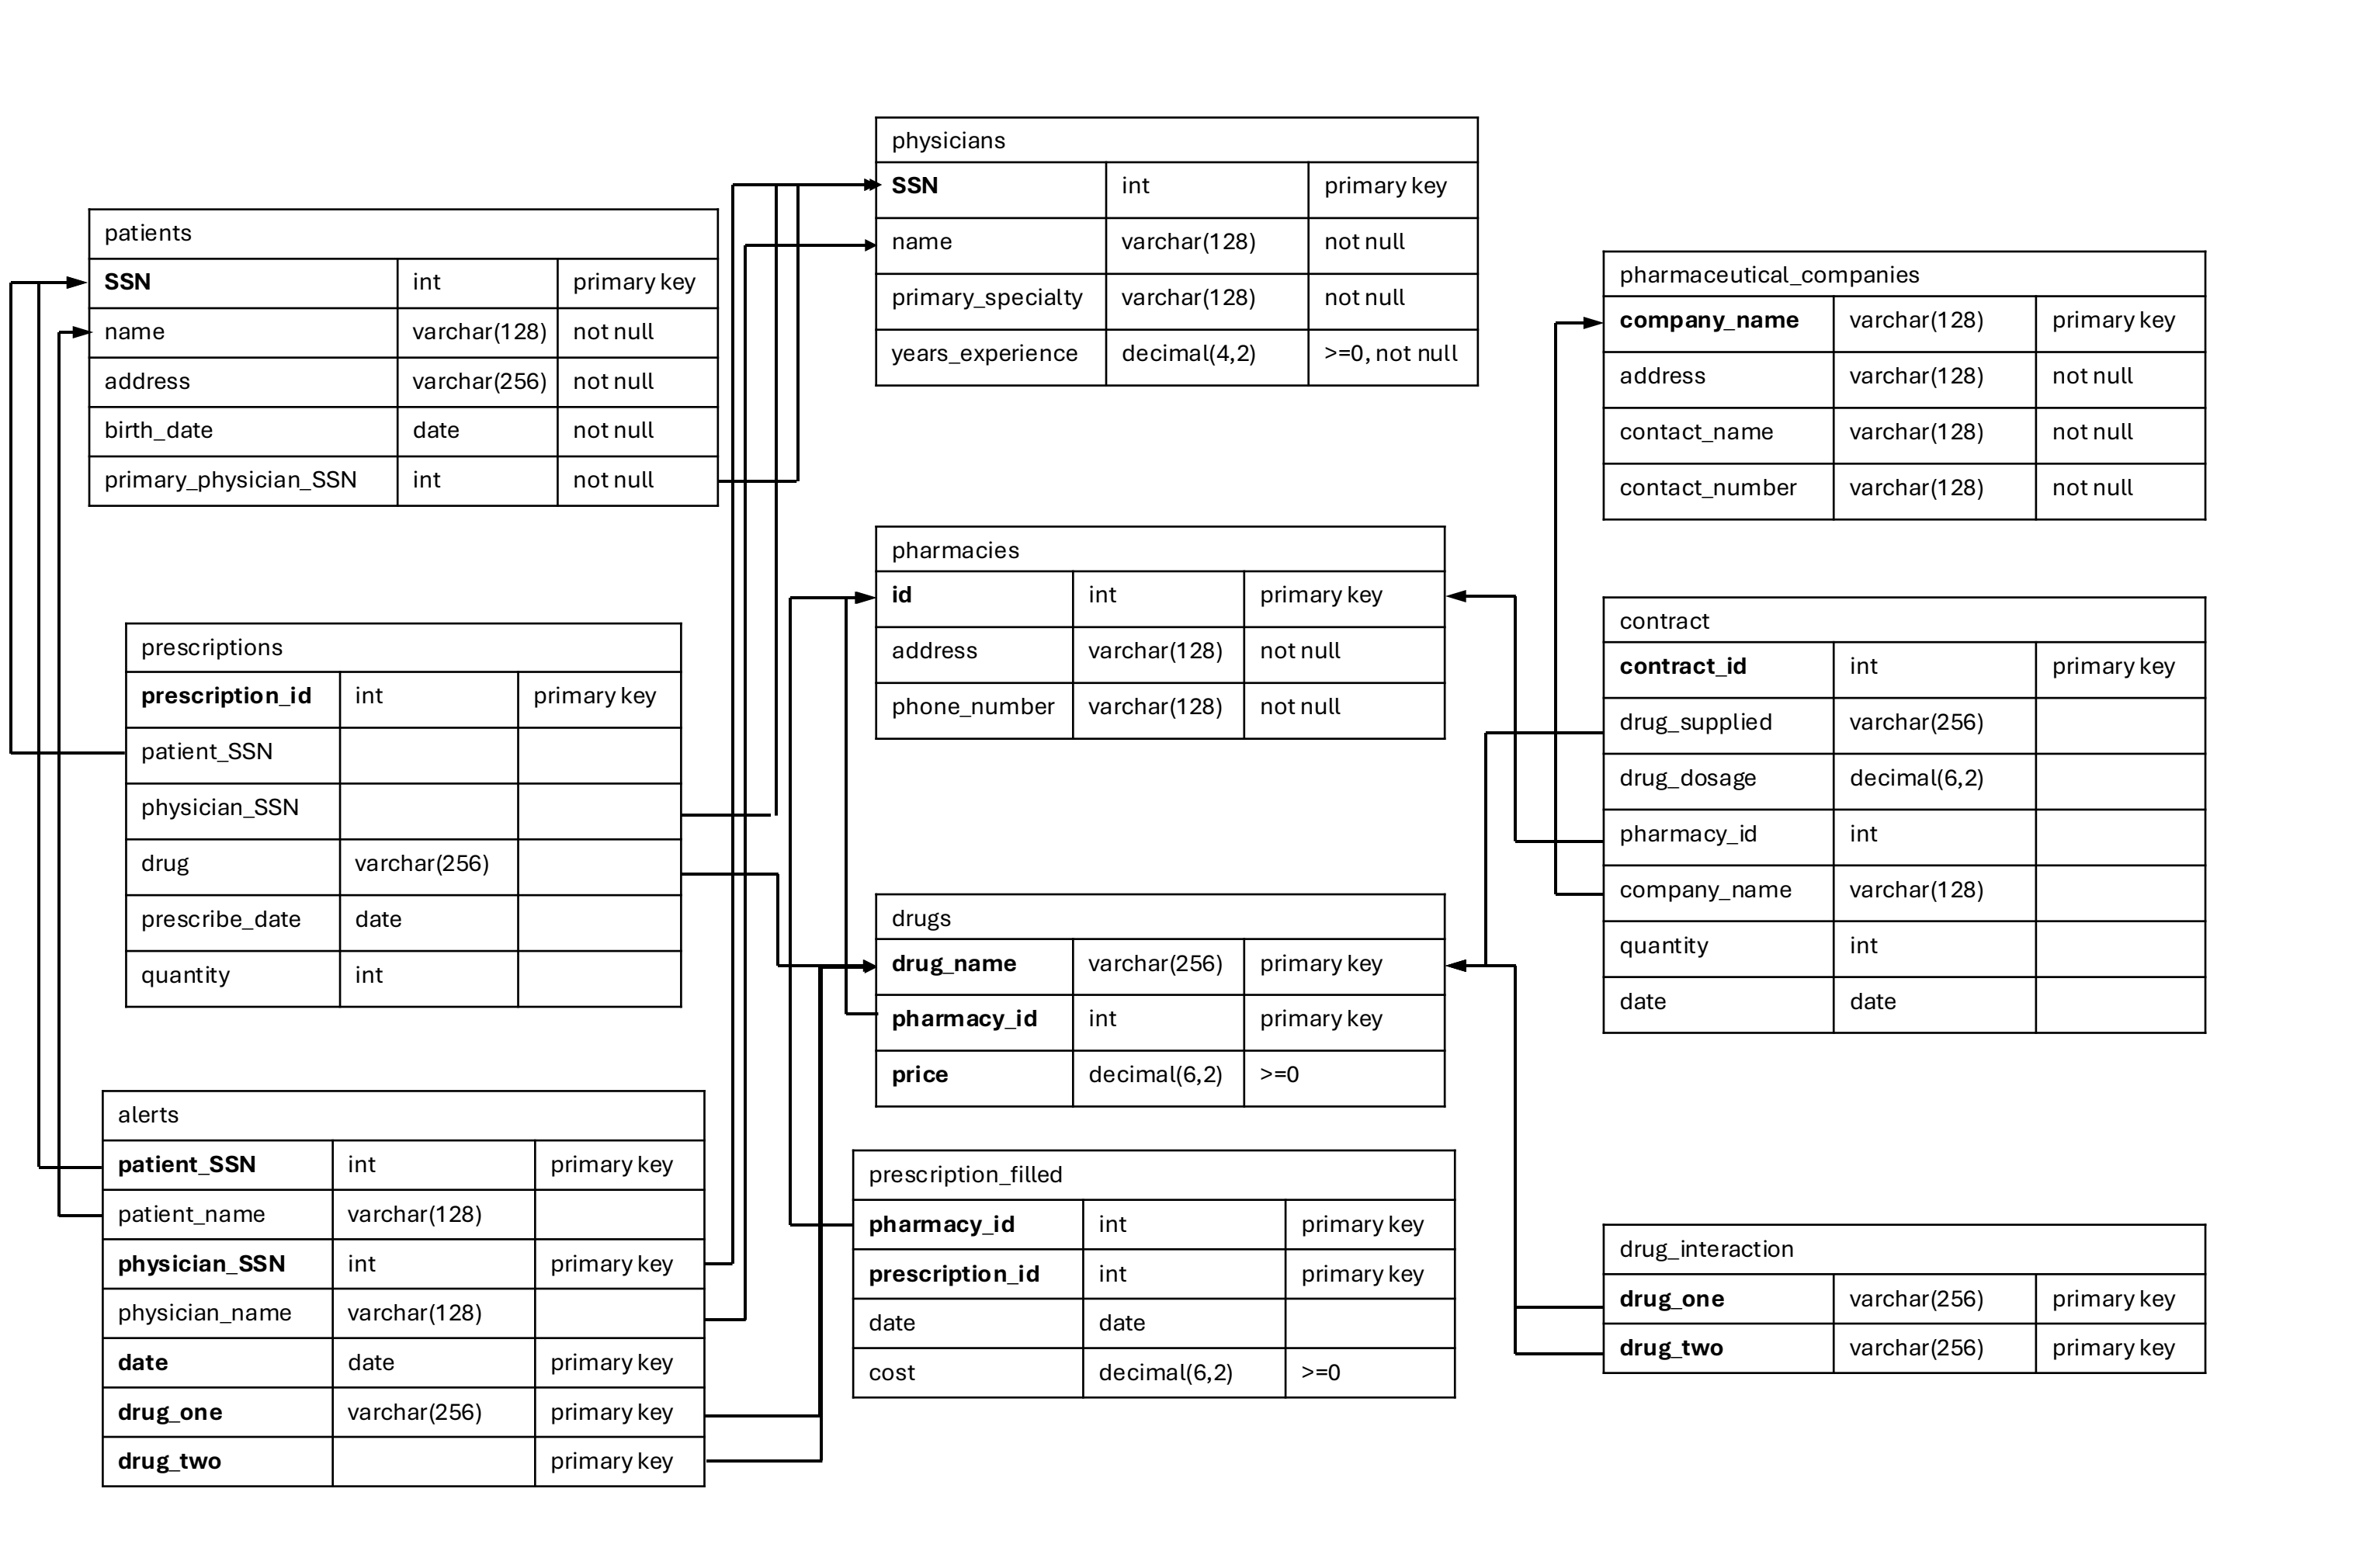 physicians
SSN int primary key
name varchar(128) not null
primary_specialty varchar(128) not null
years_experience decimal(4,2) >=0, not null
patients
SSN int primary key
name varchar(128) not null
address varchar(256) not null
birth_date date not null
primary_physician_SSN int not null
pharmaceutical_companies
company_name varchar(128) primary key
address varchar(128) not null
contact_name varchar(128) not null
contact_number varchar(128) not null
pharmacies
id int primary key
address varchar(128) not null
phone_number varchar(128) not null
contract
contract_id int primary key
drug_supplied varchar(256)
drug_dosage decimal(6,2)
pharmacy_id int
company_name varchar(128)
quantity int
date date
prescriptions
prescription_id int primary key
patient_SSN
physician_SSN
drug varchar(256)
prescribe_date date
quantity int
drugs
drug_name varchar(256) primary key
pharmacy_id int primary key
price decimal(6,2) >=0
alerts
patient_SSN int primary key
patient_name varchar(128)
physician_SSN int primary key
physician_name varchar(128)
date date primary key
drug_one varchar(256) primary key
drug_two primary key
prescription_filled
pharmacy_id int primary key
prescription_id int primary key
date date
cost decimal(6,2) >=0
drug_interaction
drug_one varchar(256) primary key
drug_two varchar(256) primary key